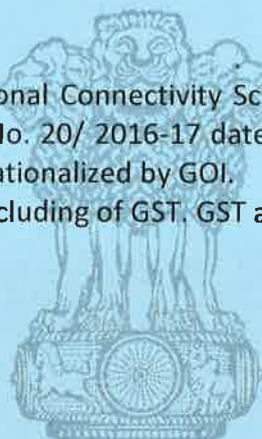 onal Connectivity Sc
No. 20/ 2016-17 date
ationalized by GOI.
cluding of GST. GST a